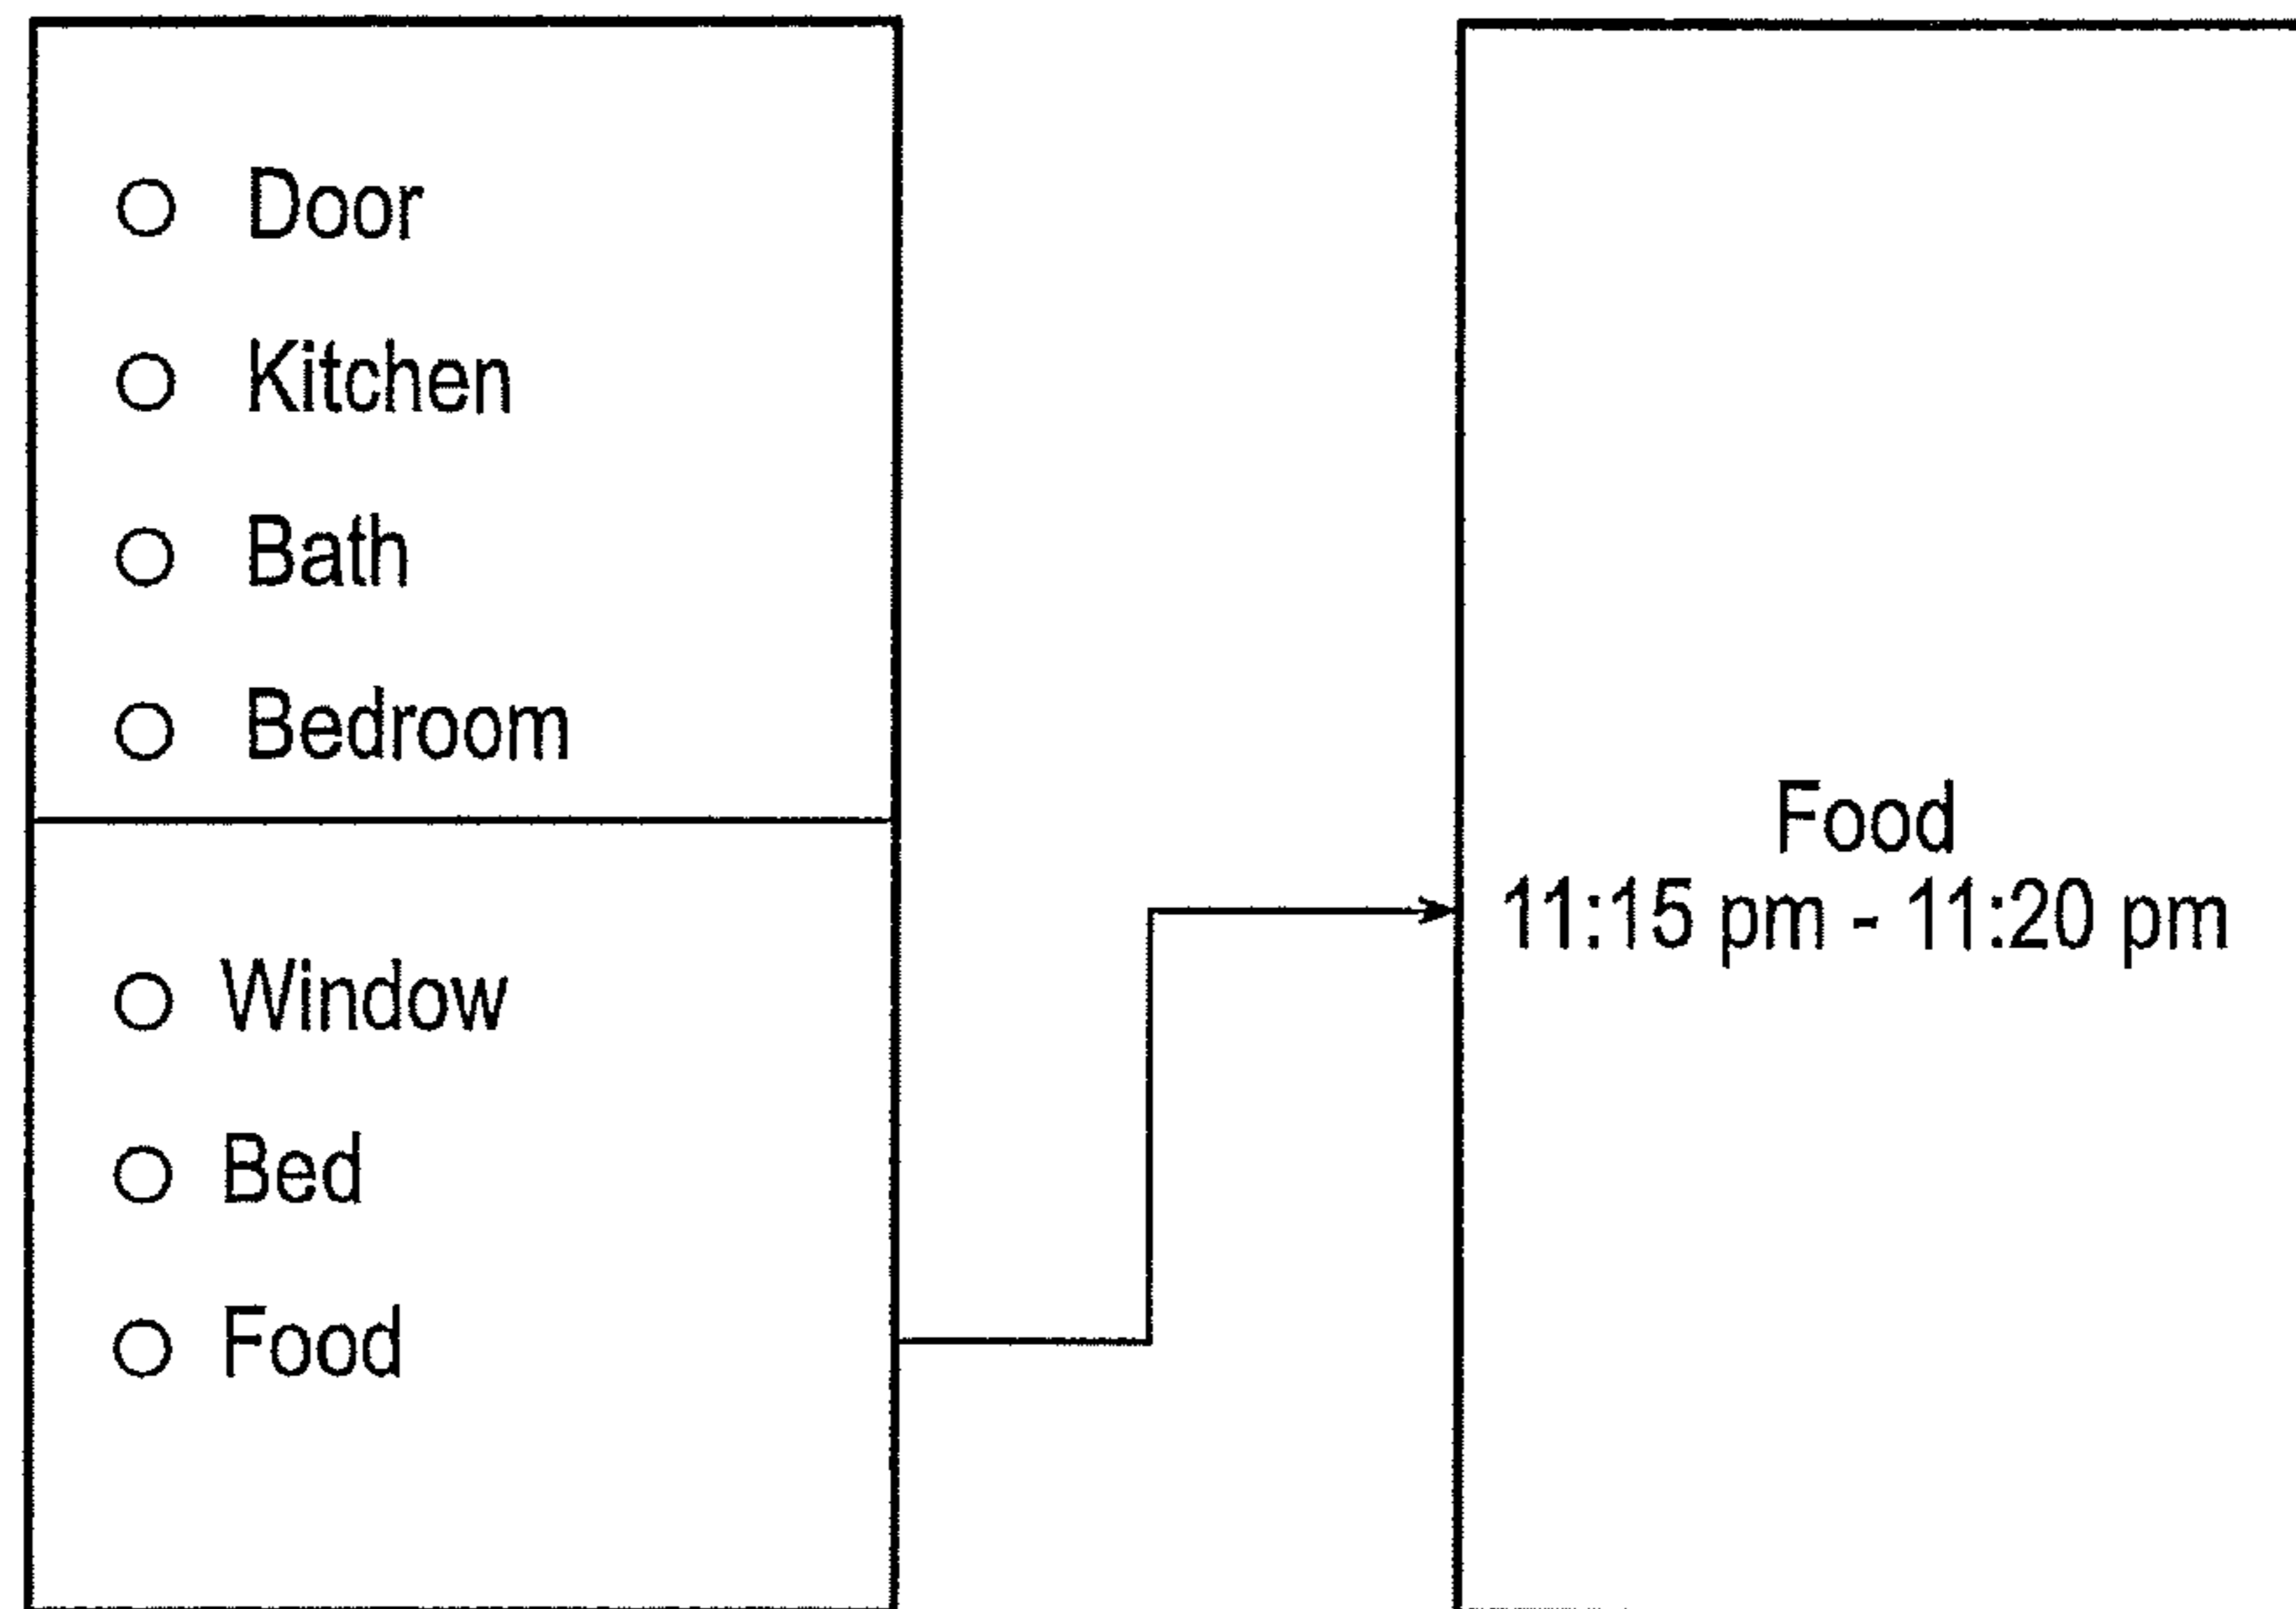 Door
Kitchen
Bath
Bedroom
Window
Bed
Food
Food
11:15 pm - 11:20 pm